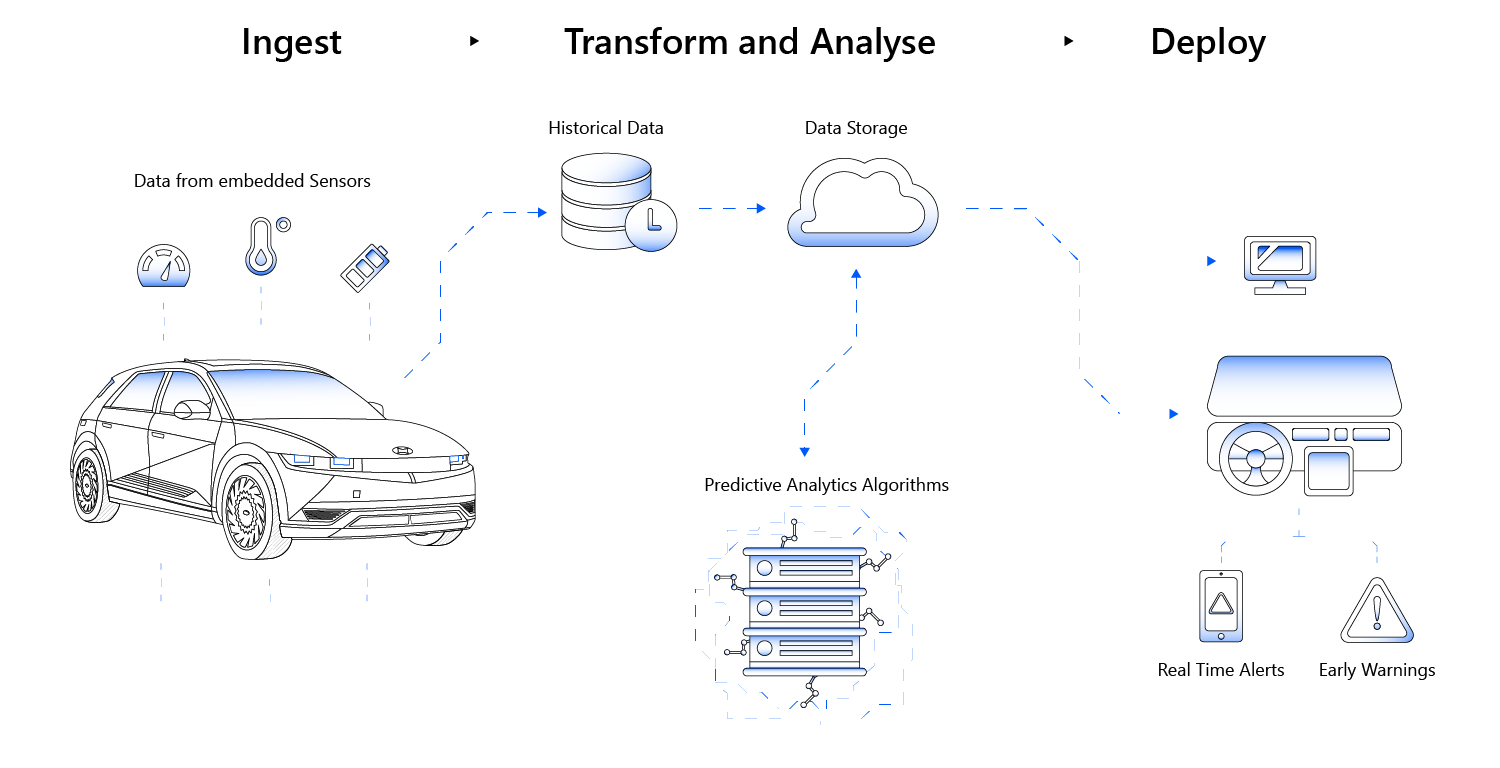 Ingest
Transform and Analyse
Deploy
Historical Data
Data Storage
Data from embedded Sensors
Predictive Analytics Algorithms
Real Time Alerts
Early Warnings